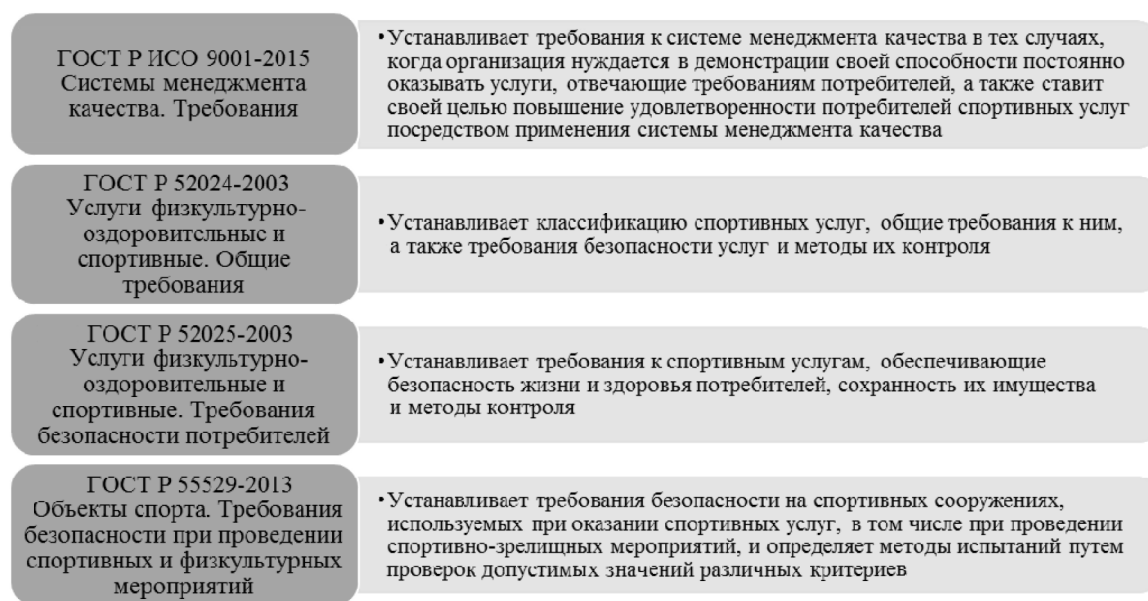 ГОСТ Р ИСО 9001-2015
Системы менеджмента
качества. Требования
•Устанавливает требования к системе менеджмента качества в тех случаях,
когда организация нуждается в демонстрации своей способности постоянно
оказывать услуги, отвечающие требованиям потребителей, а также ставит
своей целью повышение удовлетворенности потребителей спортивных услуг
посредством применения системы менеджмента качества
ГОСТ Р 52024-2003
Услуги физкультурно-
оздоровительные и
спортивные. Общие
требования
•Устанавливает классификацию спортивных услуг, общие требования к ним,
а также требования безопасности услуг и методы их контроля
ГОСТ Р 52025-2003
Услуги физкультурно-
оздоровительные и
спортивные. Требования
безопасности потребителей
•Устанавливает требования к спортивным услугам, обеспечивающие
безопасность жизни и здоровья потребителей, сохранность их имущества
и методы контроля
ГОСТ Р 55529-2013
Объекты спорта. Требования
безопасности при проведении
спортивных и физкультурных
мероприятий
•Устанавливает требования безопасности на спортивных сооружениях,
используемых при оказании спортивных услуг, в том числе при проведении
спортивно-зрелищных мероприятий, и определяет методы испытаний путем
проверок допустимых значений различных критериев